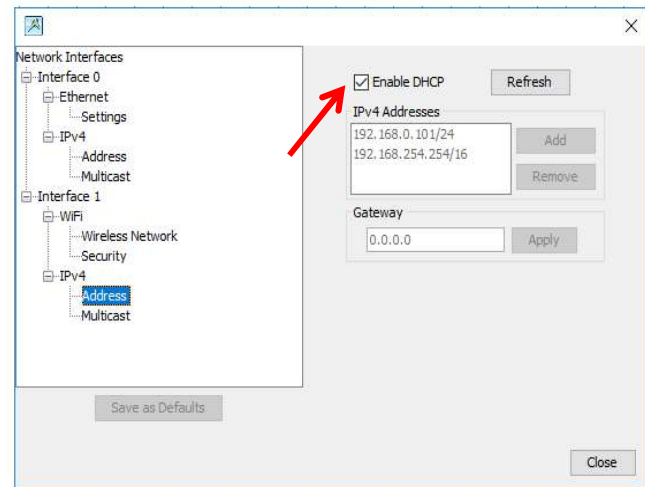 Network Interfaces
Interface 0
Ethernet
Settings
IPv4
Address
Multicast
Interface 1
WiFi
Wireless Network
Security
IPv4
Address
Multicast
Save as Defaults
Enable DHCP
Refresh
IPv4 Addresses
192.168.0.101/24
192.168.254.254/16
Add
Remove
Gateway
0.0.0.0
Apply
Close